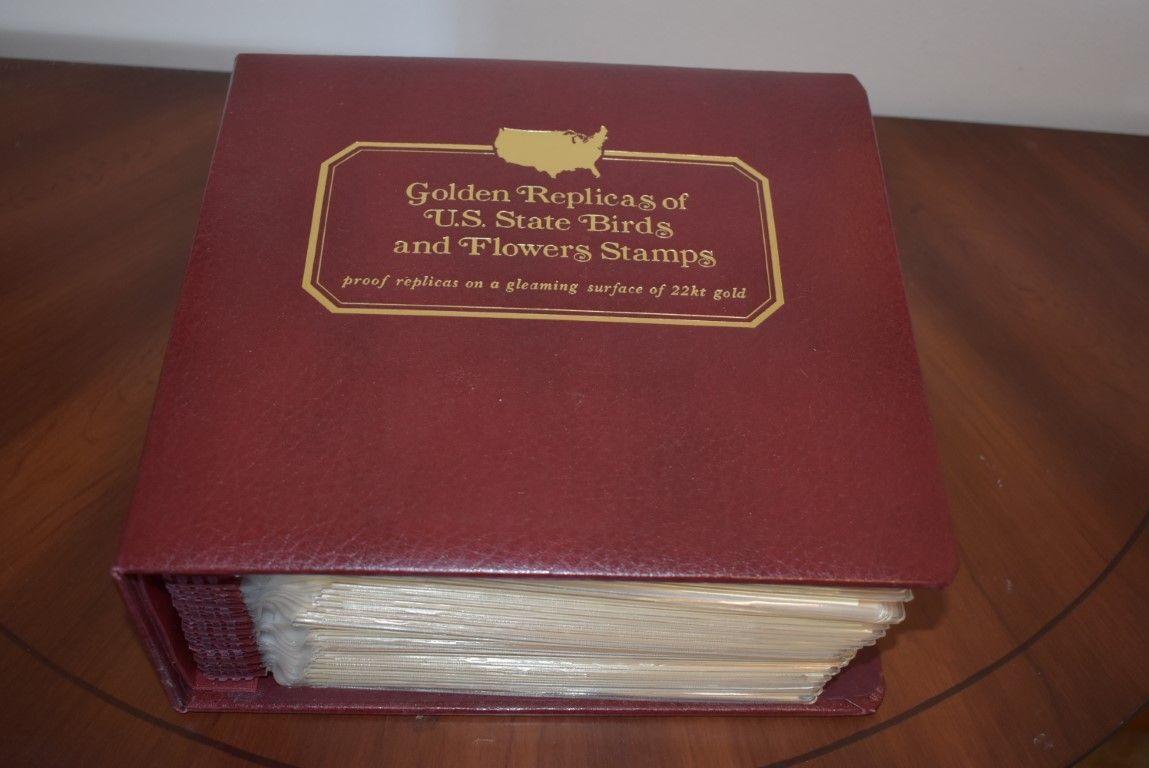 Golden Replicas of
U.S. State Birds
and Flowers Stamps
proof replicas on a gleaming surface of 22kt gold